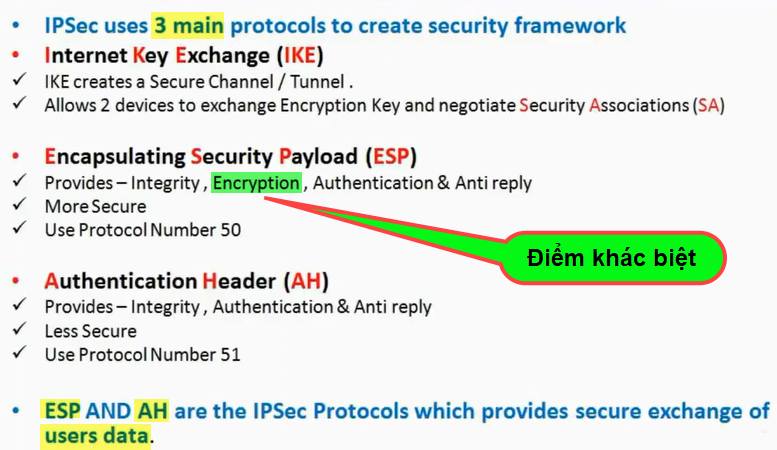 IPSec uses 3 main protocols to create security framework
Internet Key Exchange (IKE)
IKE creates a Secure Channel / Tunnel .
Allows 2 devices to exchange Encryption Key and negotiate Security Associations (SA)
Encapsulating Security Payload (ESP)
Provides – Integrity , Encryption , Authentication & Anti reply
More Secure
Use Protocol Number 50
Điểm khác biệt
Authentication Header (AH)
Provides – Integrity , Authentication & Anti reply
Less Secure
Use Protocol Number 51
ESP AND AH are the IPSec Protocols which provides secure exchange of
users data.